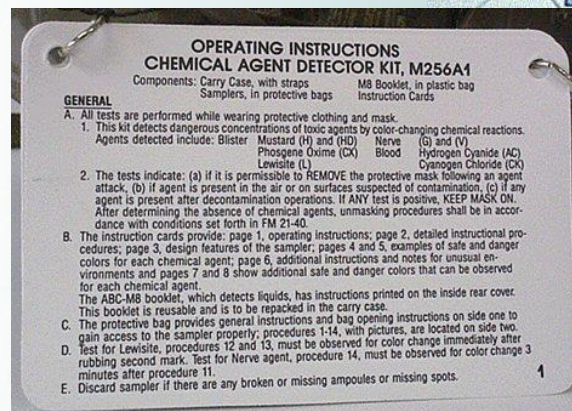 OPERATING INSTRUCTIONS
CHEMICAL AGENT DETECTOR KIT, M256A1
Components: Carry Case, with straps M8 Booklet, in plastic bag
Samplers, in protective bags Instruction Cards
GENERAL
A. All tests are performed while wearing protective clothing and mask.
1. This kit detects dangerous concentrations of toxic agents by color-changing chemical reactions.
Agents detected include: Blister Mustard (H) and (HD) Nerve (G) and (V)
Phosgene Oxime (CX) Blood Hydrogen Cyanide (AC)
Lewisite (L) Cyanogen Chloride (CK)
2. The tests indicate: (a) if it is permissible to REMOVE the protective mask following an agent
attack, (b) if agent is present in the air or on surfaces suspected of contamination, (c) if any
agent is present after decontamination operations. If ANY test is positive, KEEP MASK ON.
After determining the absence of chemical agents, unmasking procedures shall be in accor-
dance with conditions set forth in FM 21-40.
B. The instruction cards provide: page 1, operating instructions; page 2, detailed instructional pro-
cedures; page 3, design features of the sampler; pages 4 and 5, examples of safe and danger
colors for each chemical agent; page 6, additional instructions and notes for unusual en-
vironments and pages 7 and 8 show additional safe and danger colors that can be observed
for each chemical agent.
The ABC-M8 booklet, which detects liquids, has instructions printed on the inside rear cover.
This booklet is reusable and is to be repacked in the carry case.
C. The protective bag provides general instructions and bag opening instructions on side one to
gain access to the sampler properly; procedures 1-14, with pictures, are located on side two.
D. Test for Lewisite, procedures 12 and 13, must be observed for color change immediately after
rubbing second mark. Test for Nerve agent, procedure 14, must be observed for color change 3
minutes after procedure 11.
E. Discard sampler if there are any broken or missing ampoules or missing spots.
1